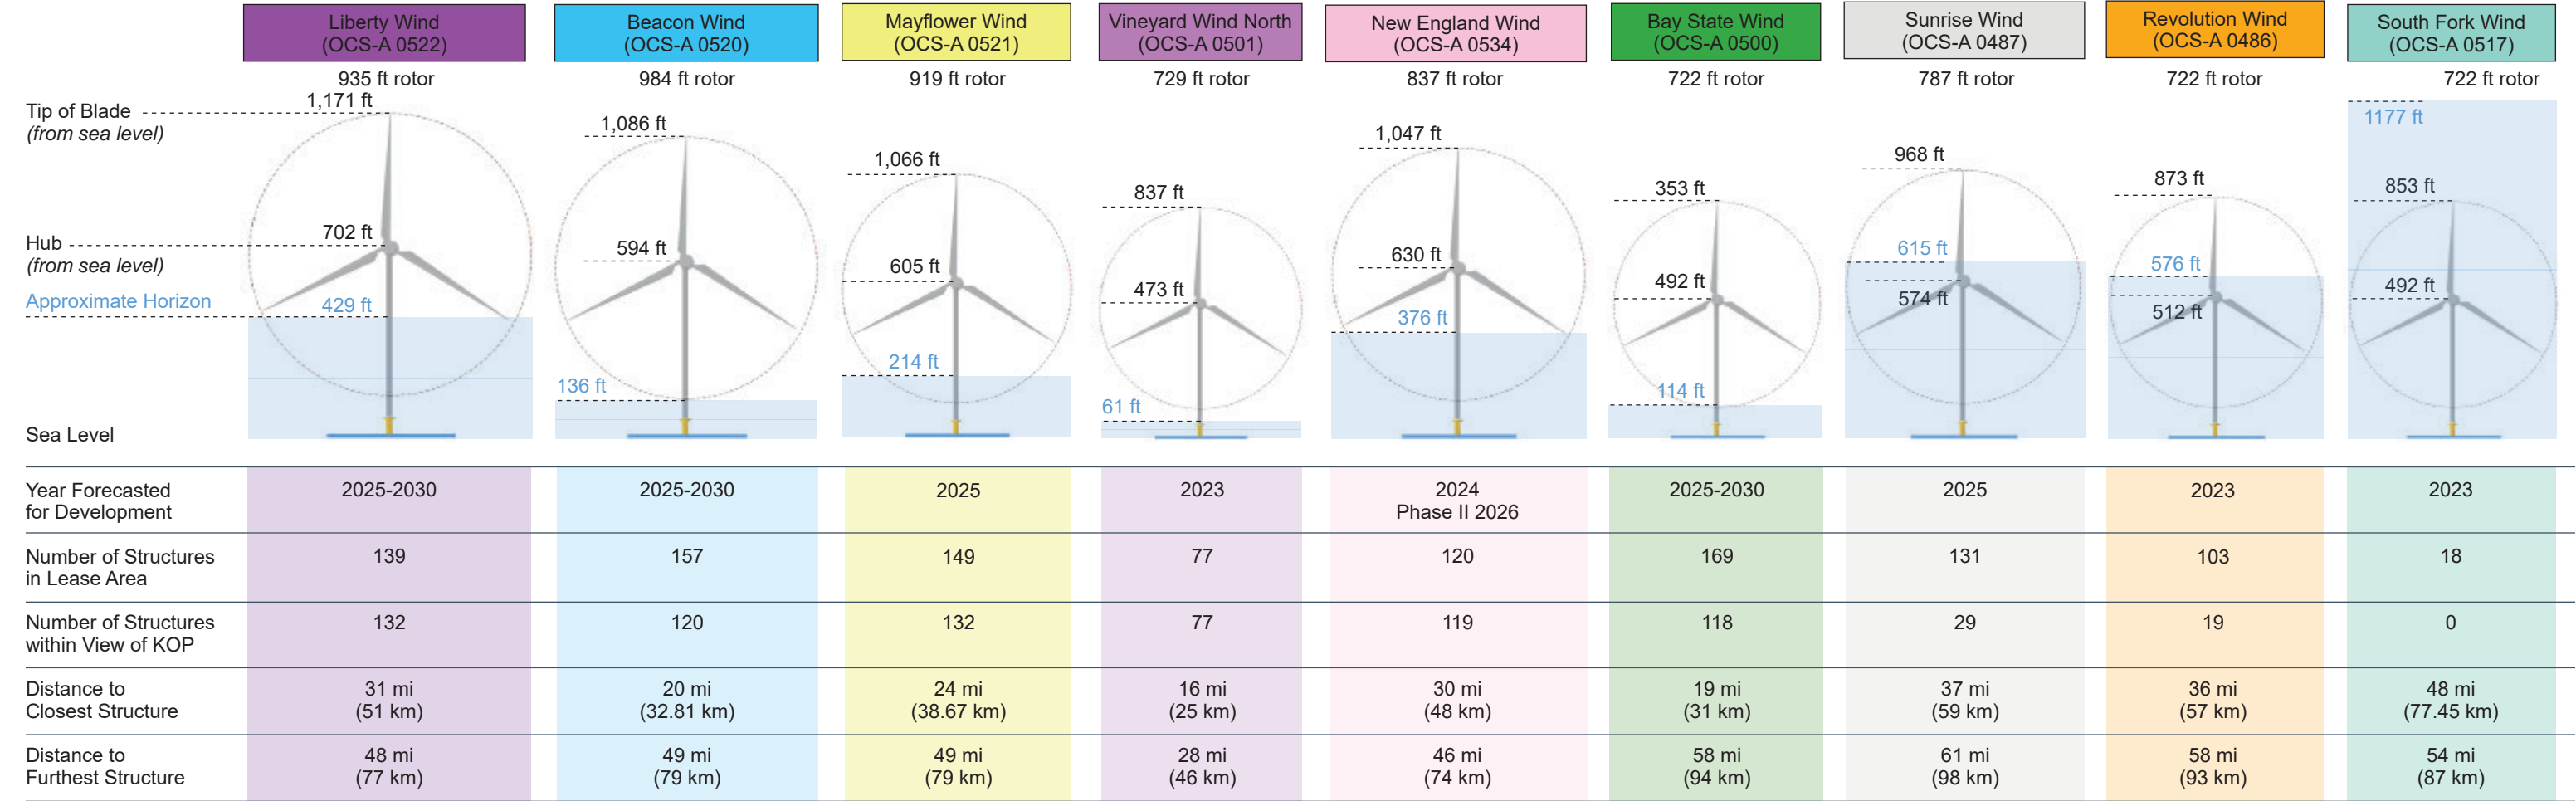 Liberty Wind
(OCS-A 0522)
Beacon Wind
(OCS-A 0520)
Mayflower Wind
(OCS-A 0521)
Vineyard Wind North
(OCS-A 0501)
New England Wind
(OCS-A 0534)
Bay State Wind
(OCS-A 0500)
Sunrise Wind
(OCS-A 0487)
Revolution Wind
(OCS-A 0486)
South Fork Wind
(OCS-A 0517)
935 ft rotor
984 ft rotor
919 ft rotor
729 ft rotor
837 ft rotor
722 ft rotor
787 ft rotor
722 ft rotor
722 ft rotor
Tip of Blade
(from sea level)
Hub
(from sea level)
Approximate Horizon
Sea Level
1,171 ft
702 ft
429 ft
1,086 ft
594 ft
136 ft
1,066 ft
605 ft
214 ft
837 ft
473 ft
61 ft
1,047 ft
630 ft
376 ft
353 ft
492 ft
114 ft
968 ft
615 ft
574 ft
873 ft
576 ft
512 ft
1177 ft
853 ft
492 ft
Year Forecasted
for Development
2025-2030
2025-2030
2025
2023
2024
Phase II 2026
2025-2030
2025
2023
2023
Number of Structures
in Lease Area
139
157
149
77
120
169
131
103
18
Number of Structures
within View of KOP
132
120
132
77
119
118
29
19
0
Distance to
Closest Structure
31 mi
(51 km)
20 mi
(32.81 km)
24 mi
(38.67 km)
16 mi
(25 km)
30 mi
(48 km)
19 mi
(31 km)
37 mi
(59 km)
36 mi
(57 km)
48 mi
(77.45 km)
Distance to
Furthest Structure
48 mi
(77 km)
49 mi
(79 km)
49 mi
(79 km)
28 mi
(46 km)
46 mi
(74 km)
58 mi
(94 km)
61 mi
(98 km)
58 mi
(93 km)
54 mi
(87 km)